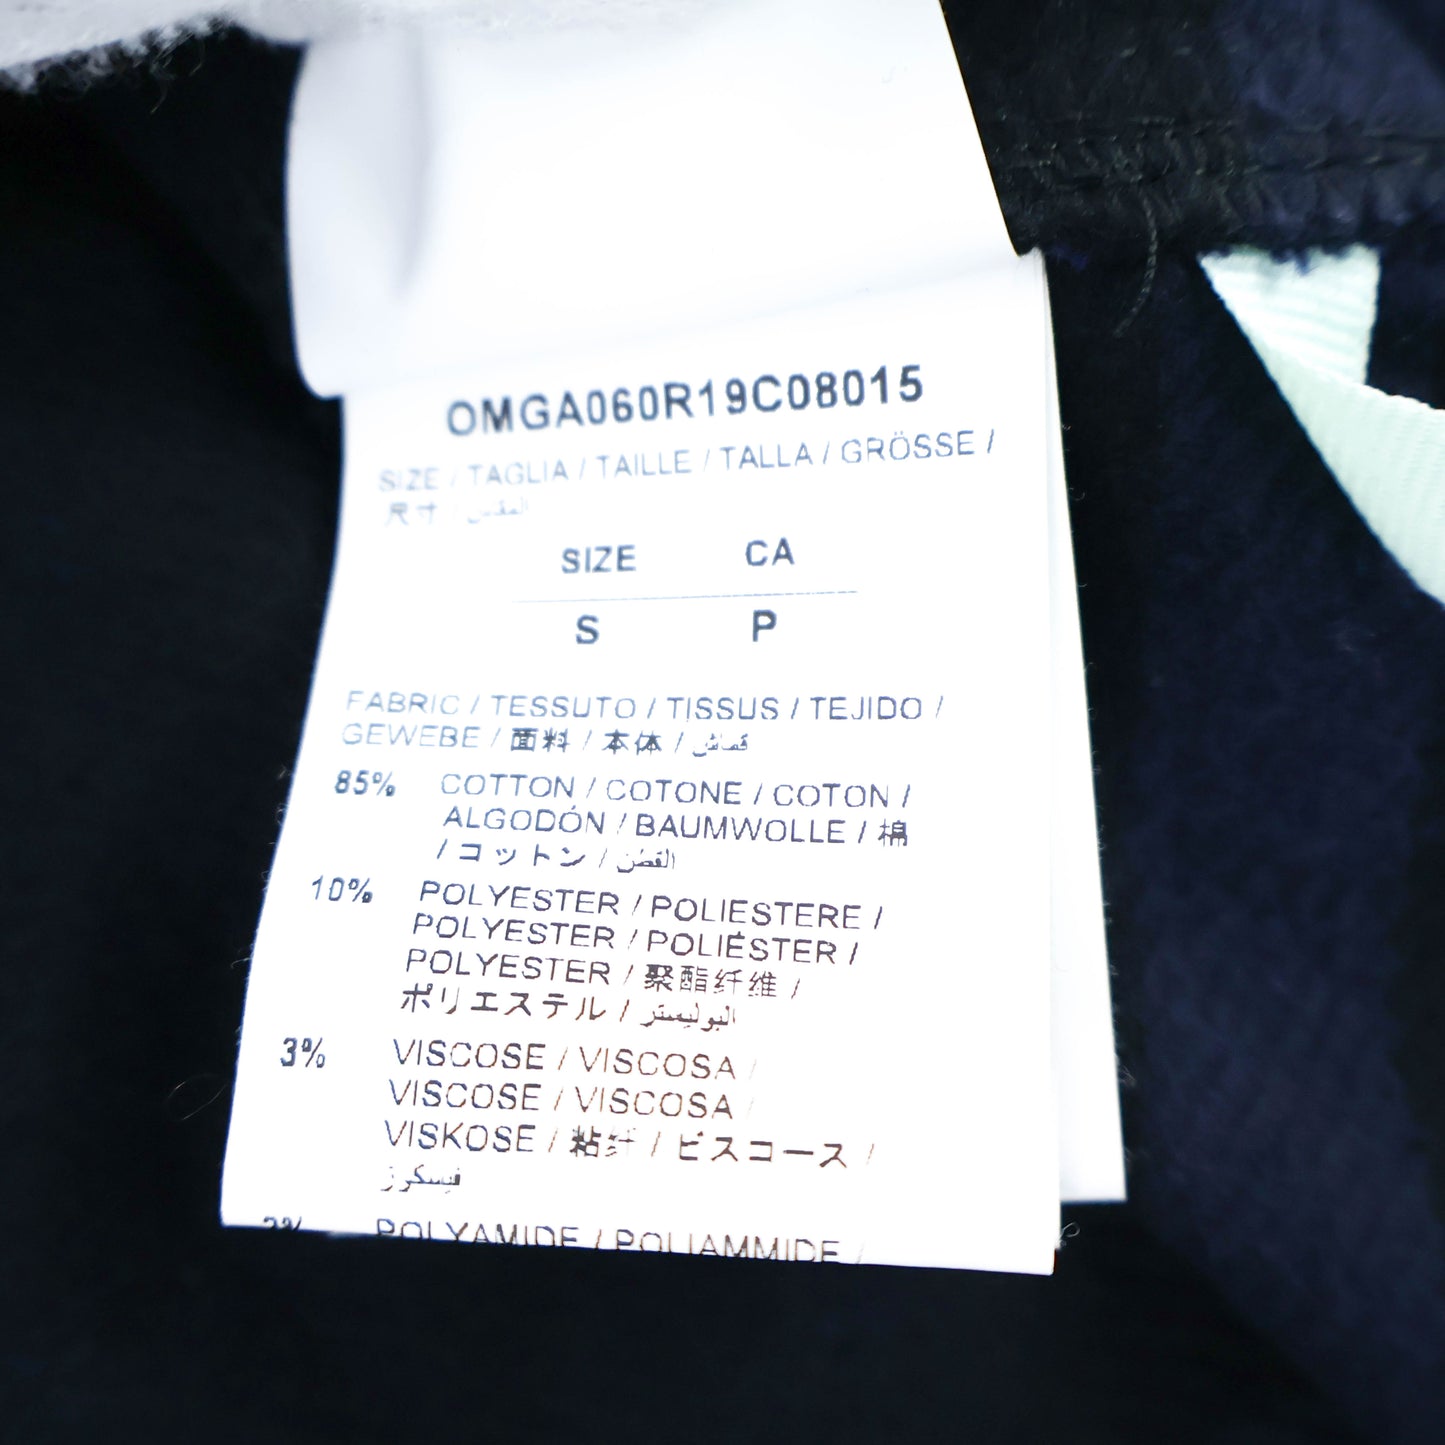 OMGA060R19C08015
SIZE / TAGLIA / TAILLE / TALLA / GRÖSSE /
尺寸 / المقاس
SIZE CA
S P
FABRIC / TESSUTO / TISSUS / TEJIDO /
GEWEBE / 面料 / 本体 / قماش
85% COTTON / COTONE / COTON /
ALGODÓN / BAUMWOLLE / 棉
/ コットン / القطن
10% POLYESTER / POLIESTERE /
POLYESTER / POLIÉSTER /
POLYESTER / 聚酯纤维 /
ポリエステル / البوليستر
3% VISCOSE / VISCOSA /
VISCOSE / VISCOSA /
VISKOSE / 粘纤 / ビスコース /
فيسكوز
2% POLYAMIDE / POLIAMMIDE /